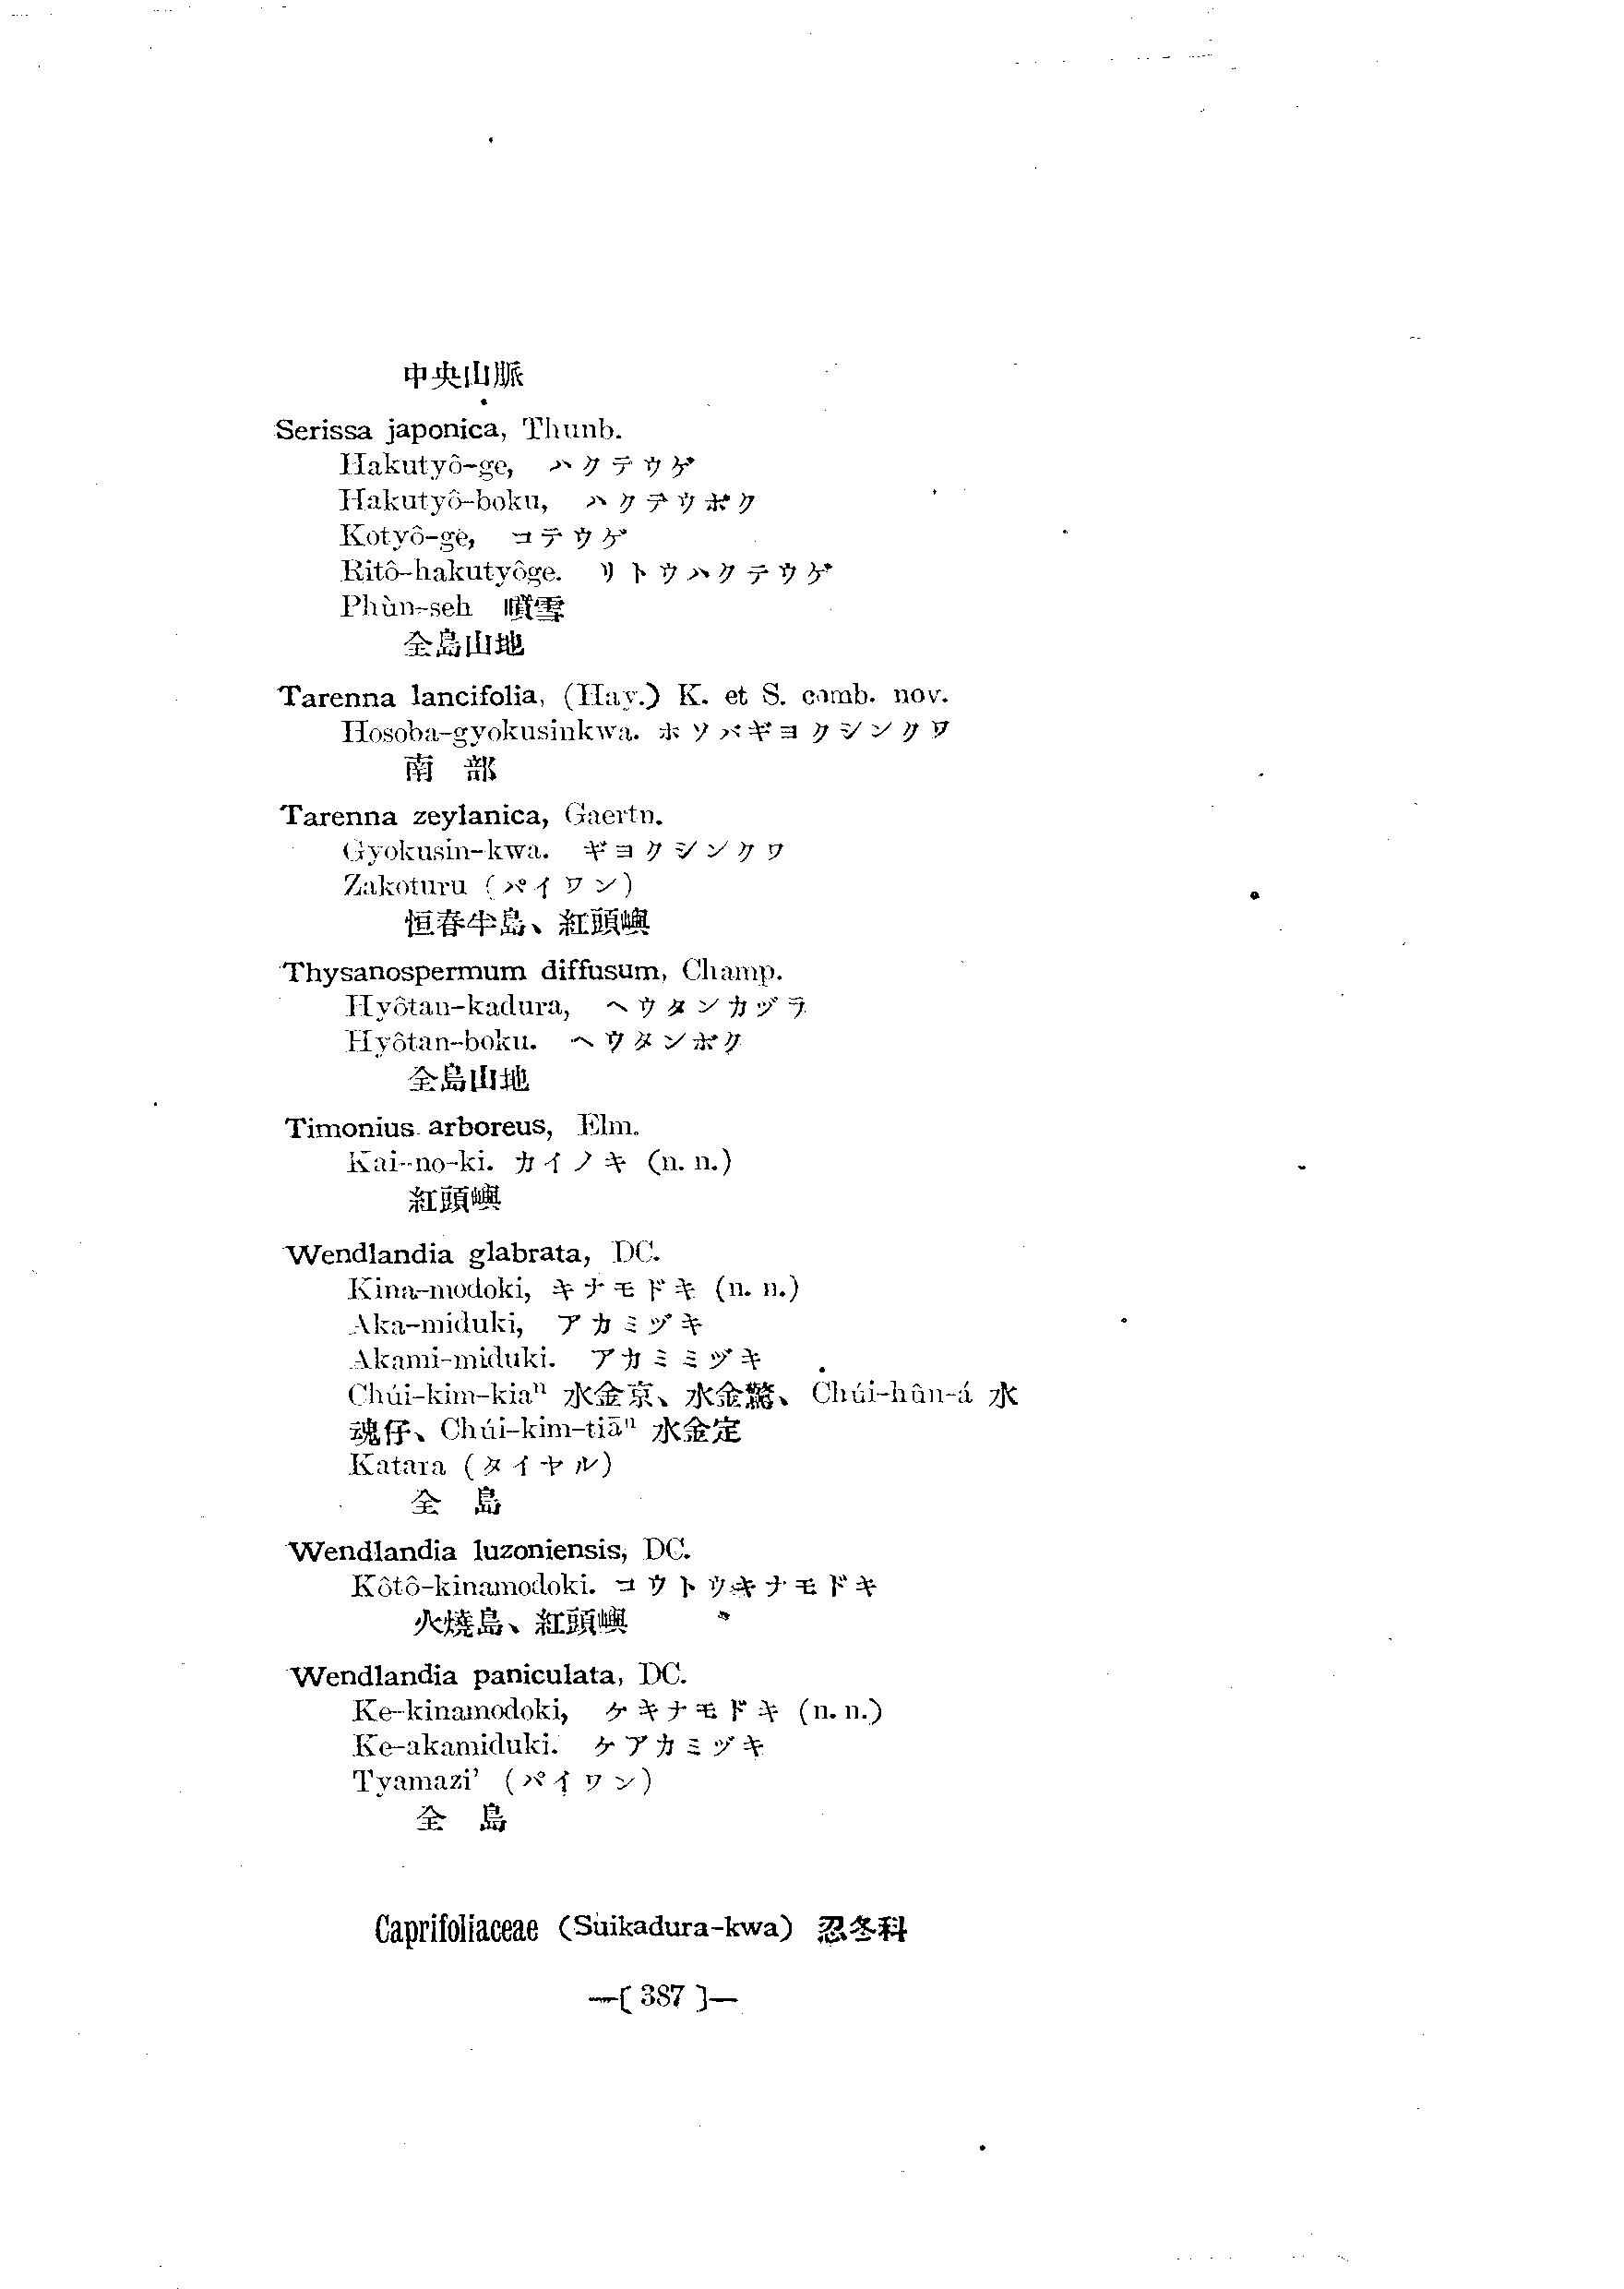 中央山脈
Serissa japonica, Thunb.
Hakutyô-ge, ハクテウゲ
Hakutyô-boku, ハクテウボク
Kotyô-ge, コテウゲ
Ritô-hakutyôge. リトウハクテウゲ
Phùn-seh 噴雪
全島山地
Tarenna lancifolia, (Hay.) K. et S. comb. nov.
Hosoba-gyokusinkwa. ホソバギヨクシンクワ
南 部
Tarenna zeylanica, Gaertn.
Gyokusin-kwa. ギヨクシンクワ
Zakoturu (パイワン)
恒春半島、紅頭嶼
Thysanospermum diffusum, Champ.
Hyôtan-kadura, ヘウタンカヅラ
Hyôtan-boku. ヘウタンボク
全島山地
Timonius arboreus, Elm.
Kai-no-ki. カイノキ (n. n.)
紅頭嶼
Wendlandia glabrata, DC.
Kina-modoki, キナモドキ (n. n.)
Aka-miduki, アカミヅキ
Akami-miduki. アカミミヅキ
Chúi-kim-kiaⁿ 水金京、水金驚、 Chúi-hûn-á 水
魂仔、Chúi-kim-tiāⁿ 水金定
Katara (タイヤル)
全 島
Wendlandia luzoniensis, DC.
Kôtô-kinamodoki. コウトウキナモドキ
火燒島、紅頭嶼
Wendlandia paniculata, DC.
Ke-kinamodoki, ケキナモドキ (n. n.)
Ke-akamiduki. ケアカミヅキ
Tyamazi' (パイワン)
全 島
Caprifoliaceae (Suikadura-kwa) 忍冬科
—[ 387 ]—